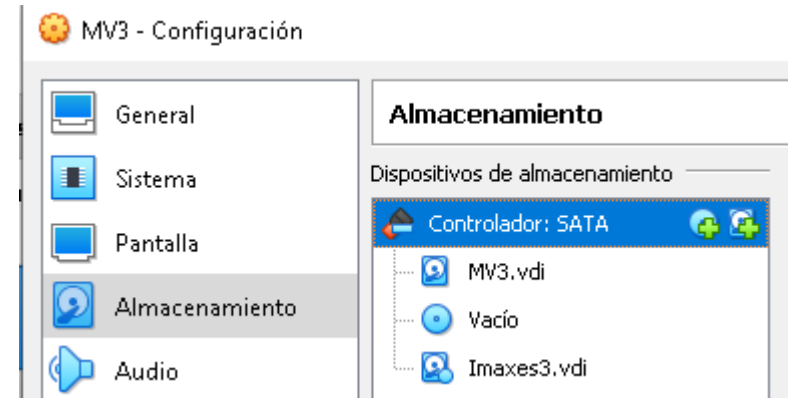 MV3 - Configuración
General
Sistema
Pantalla
Almacenamiento
Audio
Almacenamiento
Dispositivos de almacenamiento
Controlador: SATA
MV3.vdi
Vacío
Imaxes3.vdi